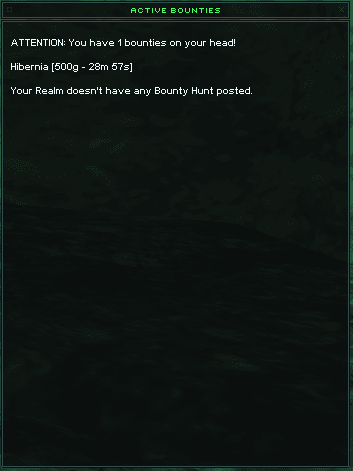 ACTIVE BOUNTIES
ATTENTION: You have 1 bounties on your head!
Hibernia [500g - 28m 57s]
Your Realm doesn't have any Bounty Hunt posted.